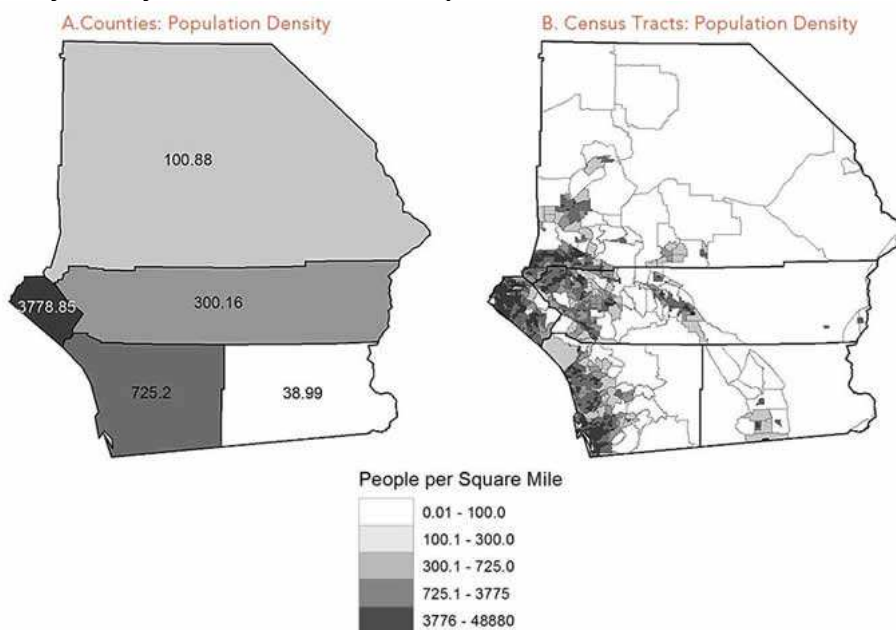 A.Counties: Population Density
B. Census Tracts: Population Density
100.88
3778.85
300.16
725.2
38.99
People per Square Mile
0.01 - 100.0
100.1 - 300.0
300.1 - 725.0
725.1 - 3775
3776 - 48880